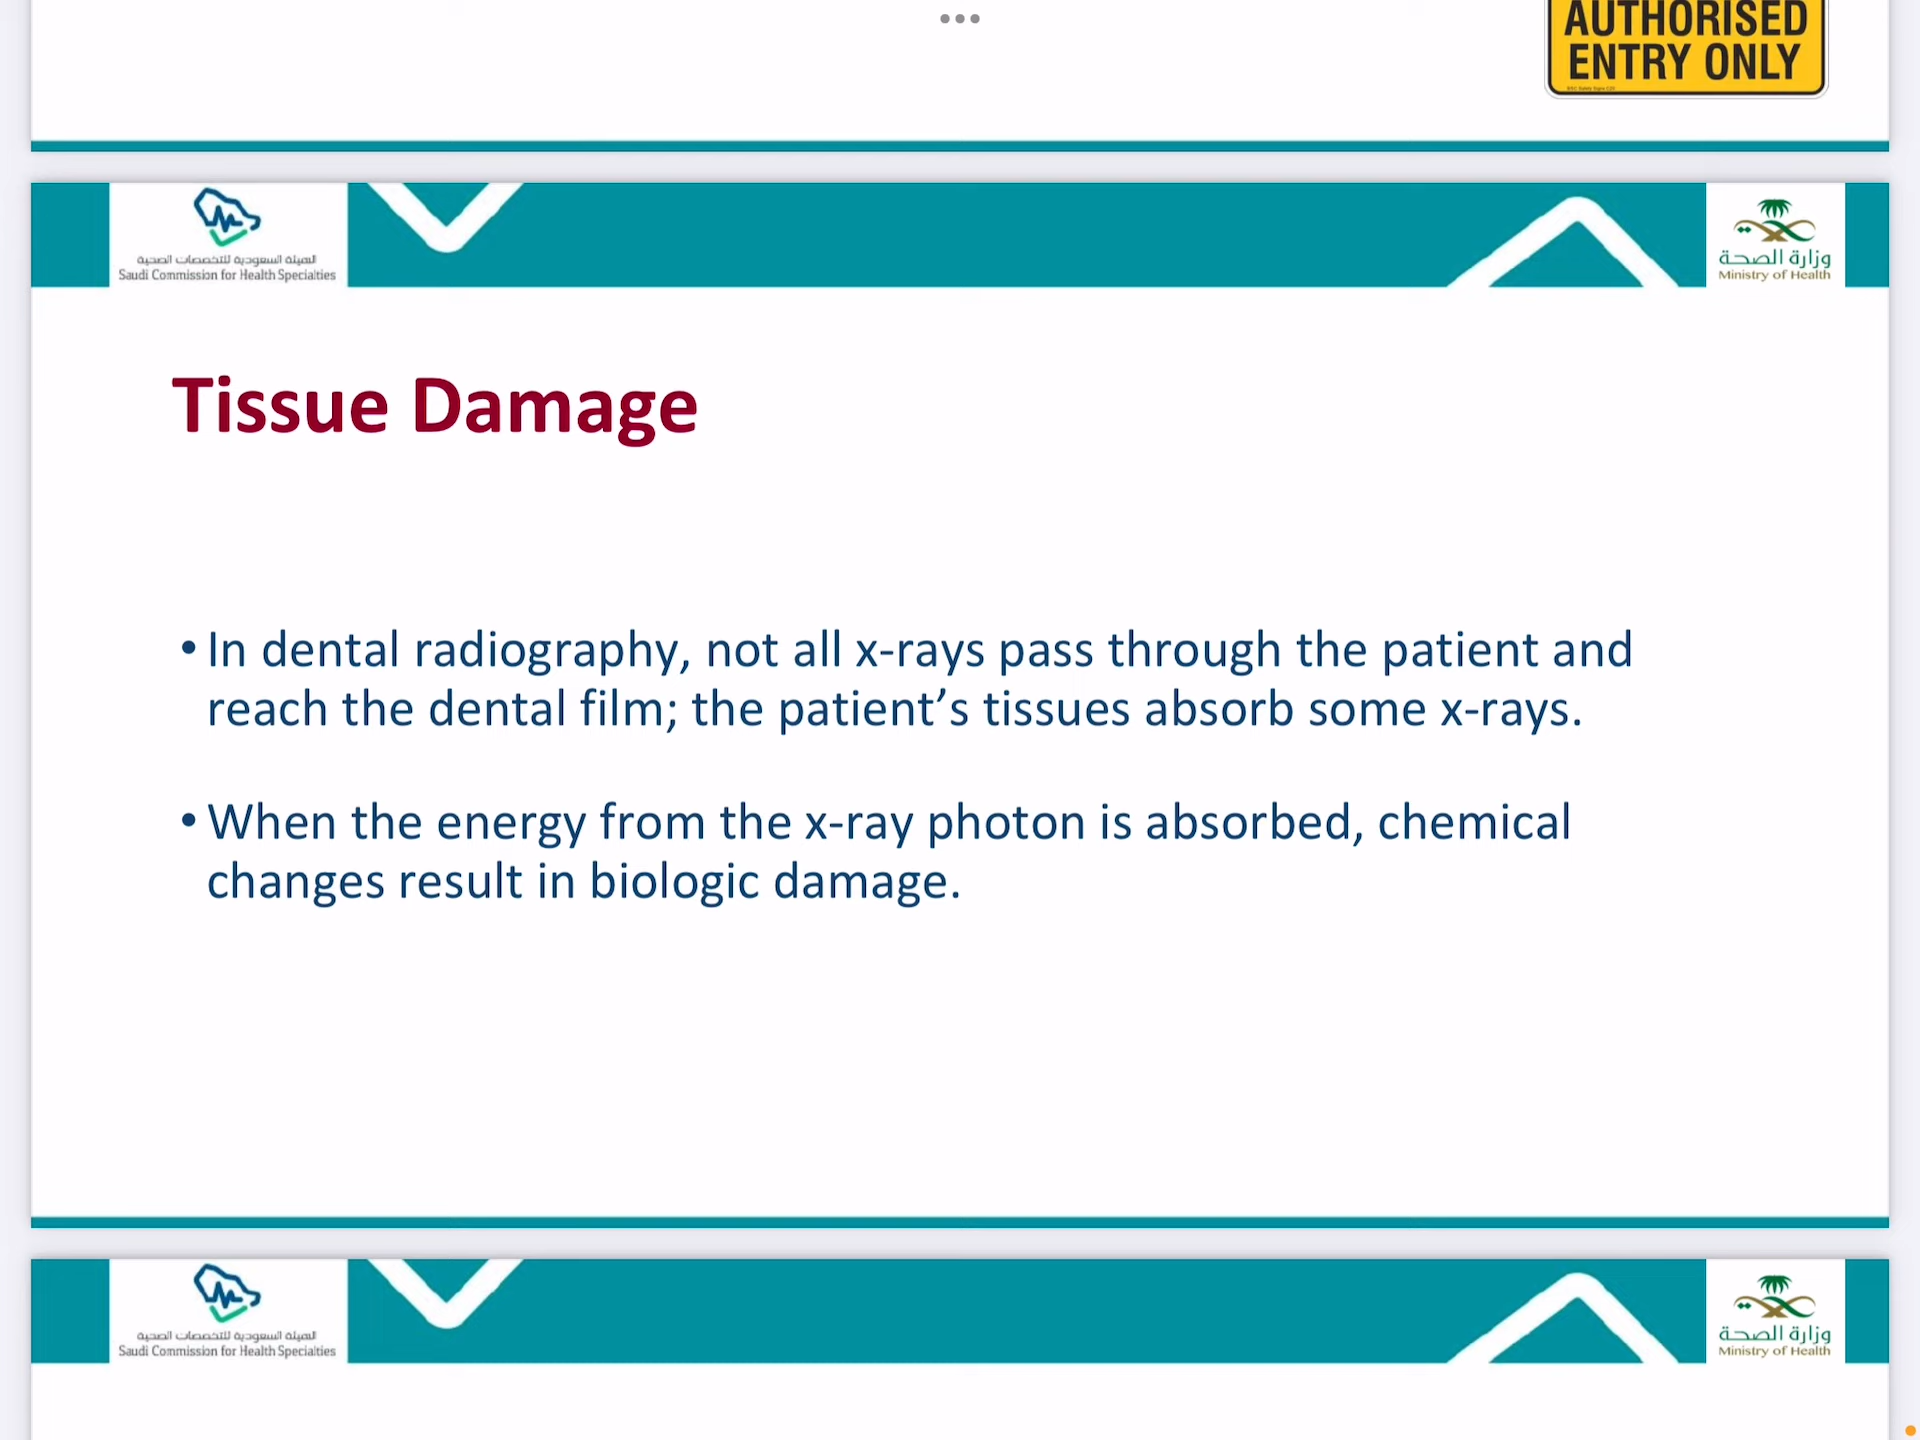 AUTHORISED
ENTRY ONLY
الهيئة السعودية للتخصصات الصحية
Saudi Commission for Health Specialties
وزارة الصحة
Ministry of Health
Tissue Damage
• In dental radiography, not all x-rays pass through the patient and
reach the dental film; the patient’s tissues absorb some x-rays.
• When the energy from the x-ray photon is absorbed, chemical
changes result in biologic damage.
الهيئة السعودية للتخصصات الصحية
Saudi Commission for Health Specialties
وزارة الصحة
Ministry of Health